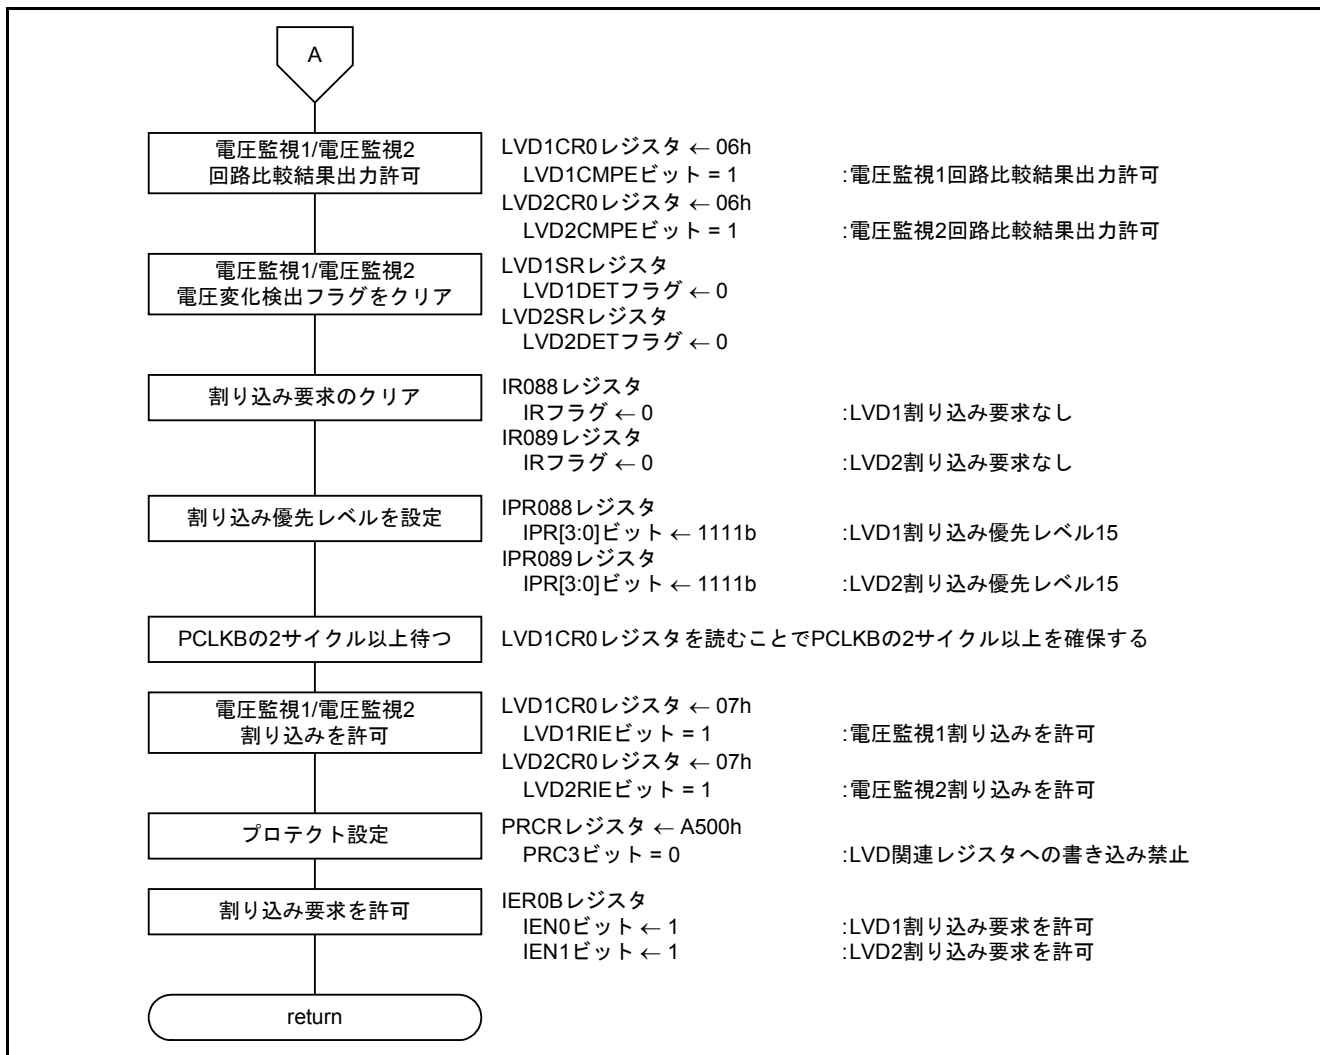 A
電圧監視1/電圧監視2
回路比較結果出力許可
LVD1CR0レジスタ ← 06h
LVD1CMPEビット = 1 :電圧監視1回路比較結果出力許可
LVD2CR0レジスタ ← 06h
LVD2CMPEビット = 1 :電圧監視2回路比較結果出力許可
電圧監視1/電圧監視2
電圧変化検出フラグをクリア
LVD1SRレジスタ
LVD1DETフラグ ← 0
LVD2SRレジスタ
LVD2DETフラグ ← 0
割り込み要求のクリア
IR088レジスタ
IRフラグ ← 0 :LVD1割り込み要求なし
IR089レジスタ
IRフラグ ← 0 :LVD2割り込み要求なし
割り込み優先レベルを設定
IPR088レジスタ
IPR[3:0]ビット ← 1111b :LVD1割り込み優先レベル15
IPR089レジスタ
IPR[3:0]ビット ← 1111b :LVD2割り込み優先レベル15
PCLKBの2サイクル以上待つ
LVD1CR0レジスタを読むことでPCLKBの2サイクル以上を確保する
電圧監視1/電圧監視2
割り込みを許可
LVD1CR0レジスタ ← 07h
LVD1RIEビット = 1 :電圧監視1割り込みを許可
LVD2CR0レジスタ ← 07h
LVD2RIEビット = 1 :電圧監視2割り込みを許可
プロテクト設定
PRCRレジスタ ← A500h
PRC3ビット = 0 :LVD関連レジスタへの書き込み禁止
割り込み要求を許可
IER0Bレジスタ
IEN0ビット ← 1 :LVD1割り込み要求を許可
IEN1ビット ← 1 :LVD2割り込み要求を許可
return